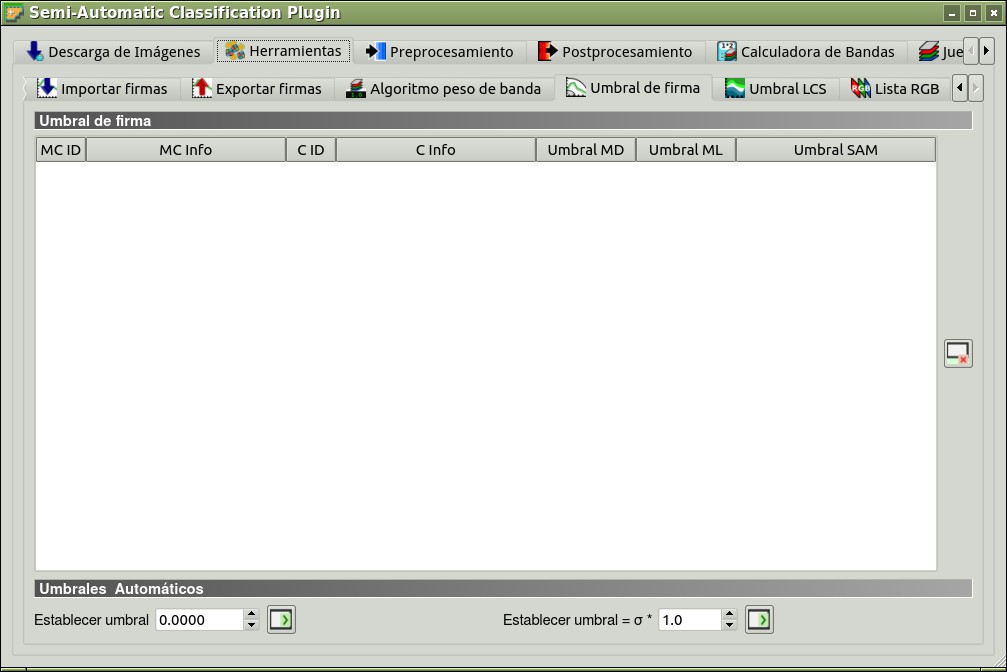 Semi-Automatic Classification Plugin
Descarga de Imágenes Herramientas Preprocesamiento Postprocesamiento Calculadora de Bandas Jue
Importar firmas Exportar firmas Algoritmo peso de banda Umbral de firma Umbral LCS Lista RGB
Umbral de firma
MC ID MC Info C ID C Info Umbral MD Umbral ML Umbral SAM
Umbrales Automáticos
Establecer umbral 0.0000 Establecer umbral = σ * 1.0